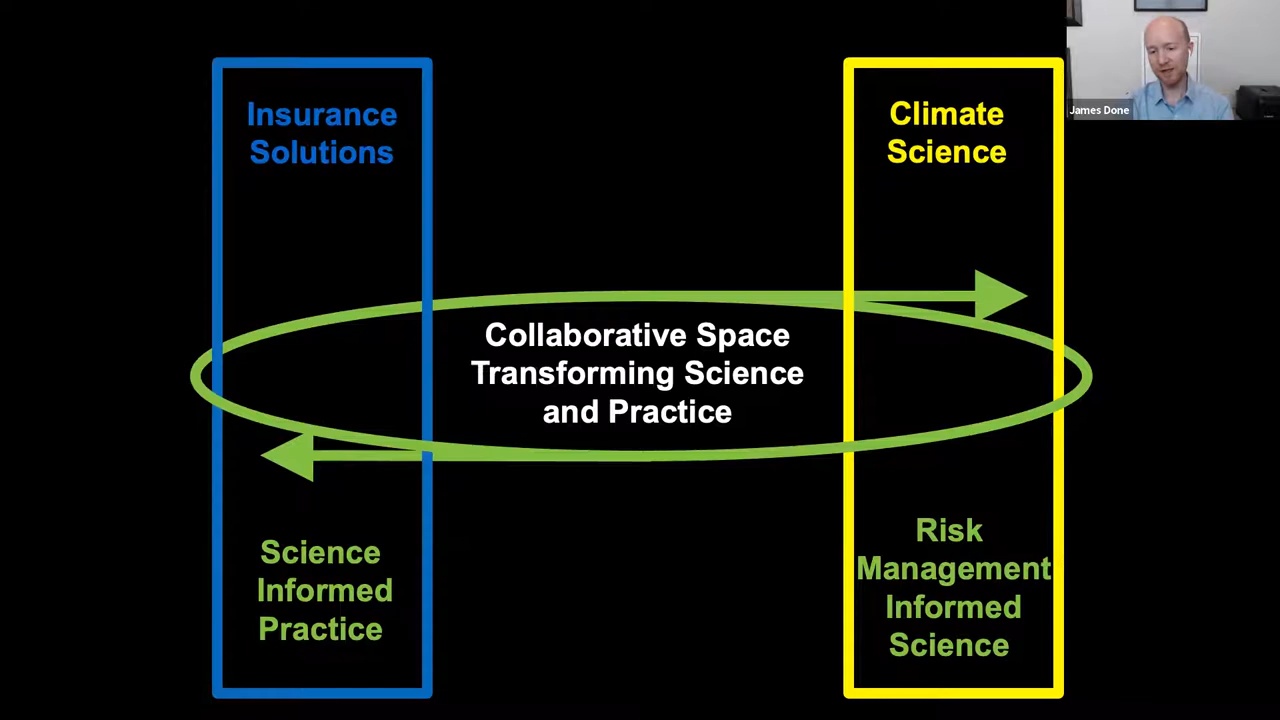 Insurance
Solutions
Climate
Science
James Done
Collaborative Space
Transforming Science
and Practice
Science
Informed
Practice
Risk
Management
Informed
Science